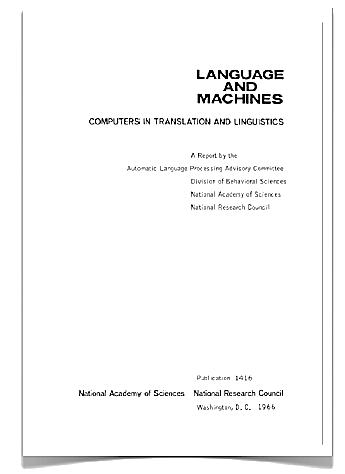 LANGUAGE
AND
MACHINES
COMPUTERS IN TRANSLATION AND LINGUISTICS
A Report by the
Automatic Language Processing Advisory Committee
Division of Behavioral Sciences
National Academy of Sciences
National Research Council
Publication 1416
National Academy of Sciences National Research Council
Washington, D. C. 1966